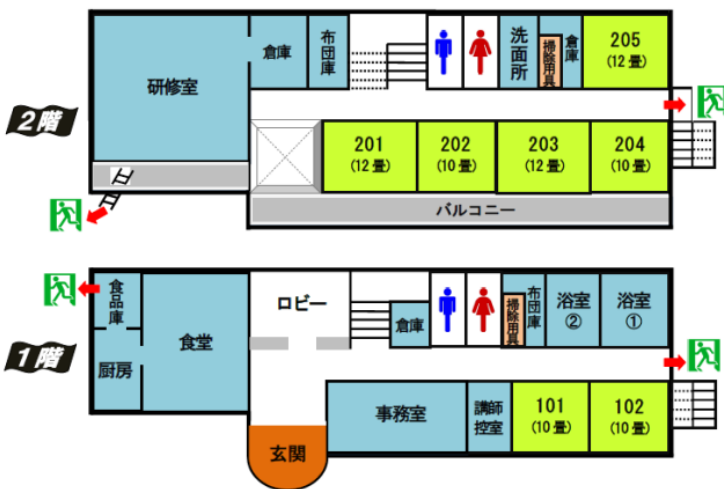 2階
研修室
倉庫
布団庫
洗面所
掃除用具
倉庫
205
(12畳)
201
(12畳)
202
(10畳)
203
(12畳)
204
(10畳)
バルコニー
1階
食品庫
厨房
食堂
ロビー
倉庫
掃除用具
布団庫
浴室
②
浴室
①
事務室
講師
控室
101
(10畳)
102
(10畳)
玄関